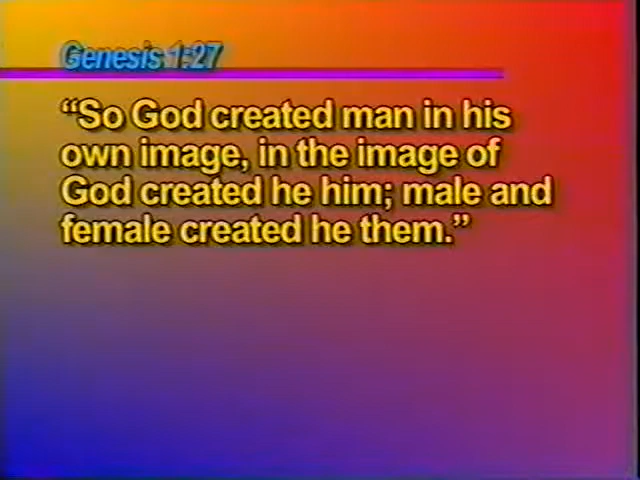 Genesis 1:27
“So God created man in his
own image, in the image of
God created he him; male and
female created he them.”